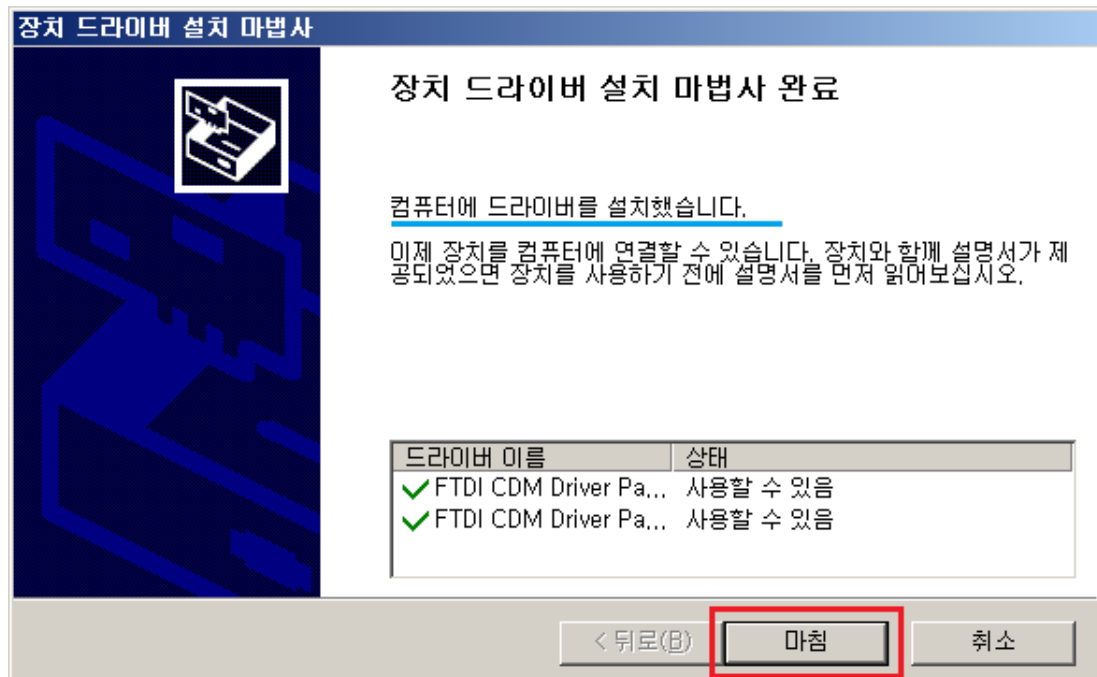 장치 드라이버 설치 마법사
장치 드라이버 설치 마법사 완료
컴퓨터에 드라이버를 설치했습니다.
이제 장치를 컴퓨터에 연결할 수 있습니다. 장치와 함께 설명서가 제
공되었으면 장치를 사용하기 전에 설명서를 먼저 읽어보십시오.
드라이버 이름 상태
FTDI CDM Driver Pa... 사용할 수 있음
FTDI CDM Driver Pa... 사용할 수 있음
< 뒤로(B) 마침 취소